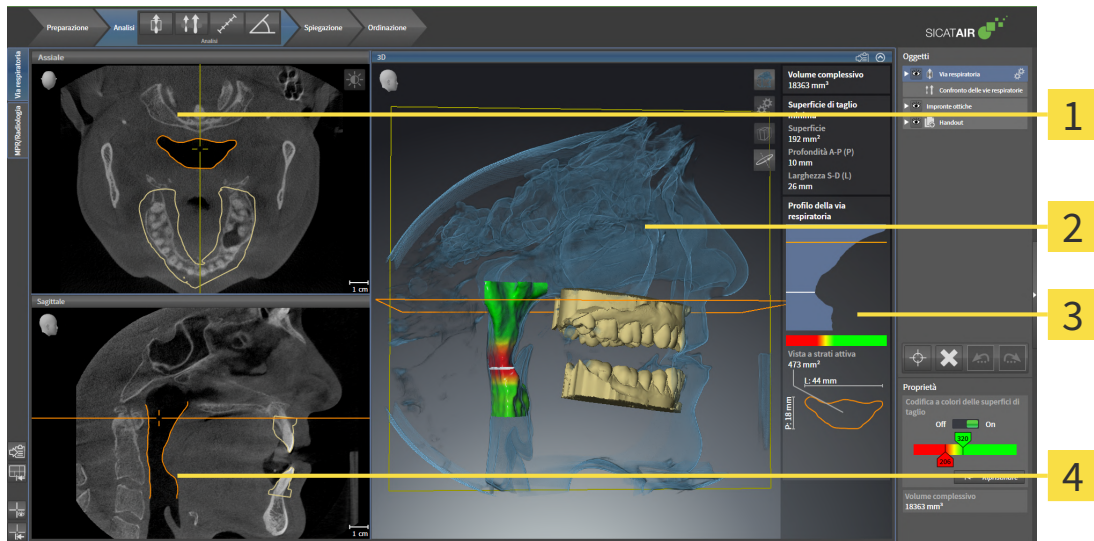 Preparazione
Analisi
Analisi
Spiegazione
Ordinazione
SICATAIR
Via respiratoria
MPR/Radiologia
Assiale
1 cm
Sagittale
1 cm
3D
Volume complessivo
18363 mm³
Superficie di taglio
minima
Superficie
192 mm²
Profondità A-P (P)
10 mm
Larghezza S-D (L)
26 mm
Profilo della via
respiratoria
Vista a strati attiva
473 mm²
L: 44 mm
P: 18 mm
Oggetti
Via respiratoria
Confronto delle vie respiratorie
Impronte ottiche
Handout
Proprietà
Codifica a colori delle superfici di
taglio
Off
On
320
Ripristinare
Volume complessivo
18363 mm³
1
2
3
4